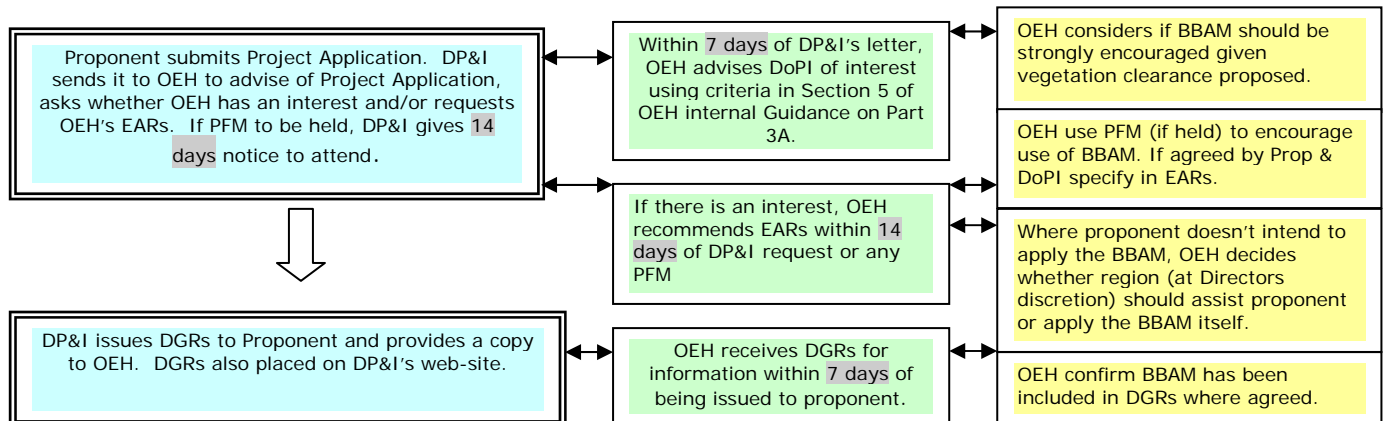 Proponent submits Project Application. DP&I
sends it to OEH to advise of Project Application,
asks whether OEH has an interest and/or requests
OEH's EARs. If PFM to be held, DP&I gives 14
days notice to attend.
Within 7 days of DP&I's letter,
OEH advises DoPI of interest
using criteria in Section 5 of
OEH internal Guidance on Part
3A.
OEH considers if BBAM should be
strongly encouraged given
vegetation clearance proposed.
OEH use PFM (if held) to encourage
use of BBAM. If agreed by Prop &
DoPI specify in EARs.
If there is an interest, OEH
recommends EARs within 14
days of DP&I request or any
PFM
Where proponent doesn't intend to
apply the BBAM, OEH decides
whether region (at Directors
discretion) should assist proponent
or apply the BBAM itself.
DP&I issues DGRs to Proponent and provides a copy
to OEH. DGRs also placed on DP&I's web-site.
OEH receives DGRs for
information within 7 days of
being issued to proponent.
OEH confirm BBAM has been
included in DGRs where agreed.